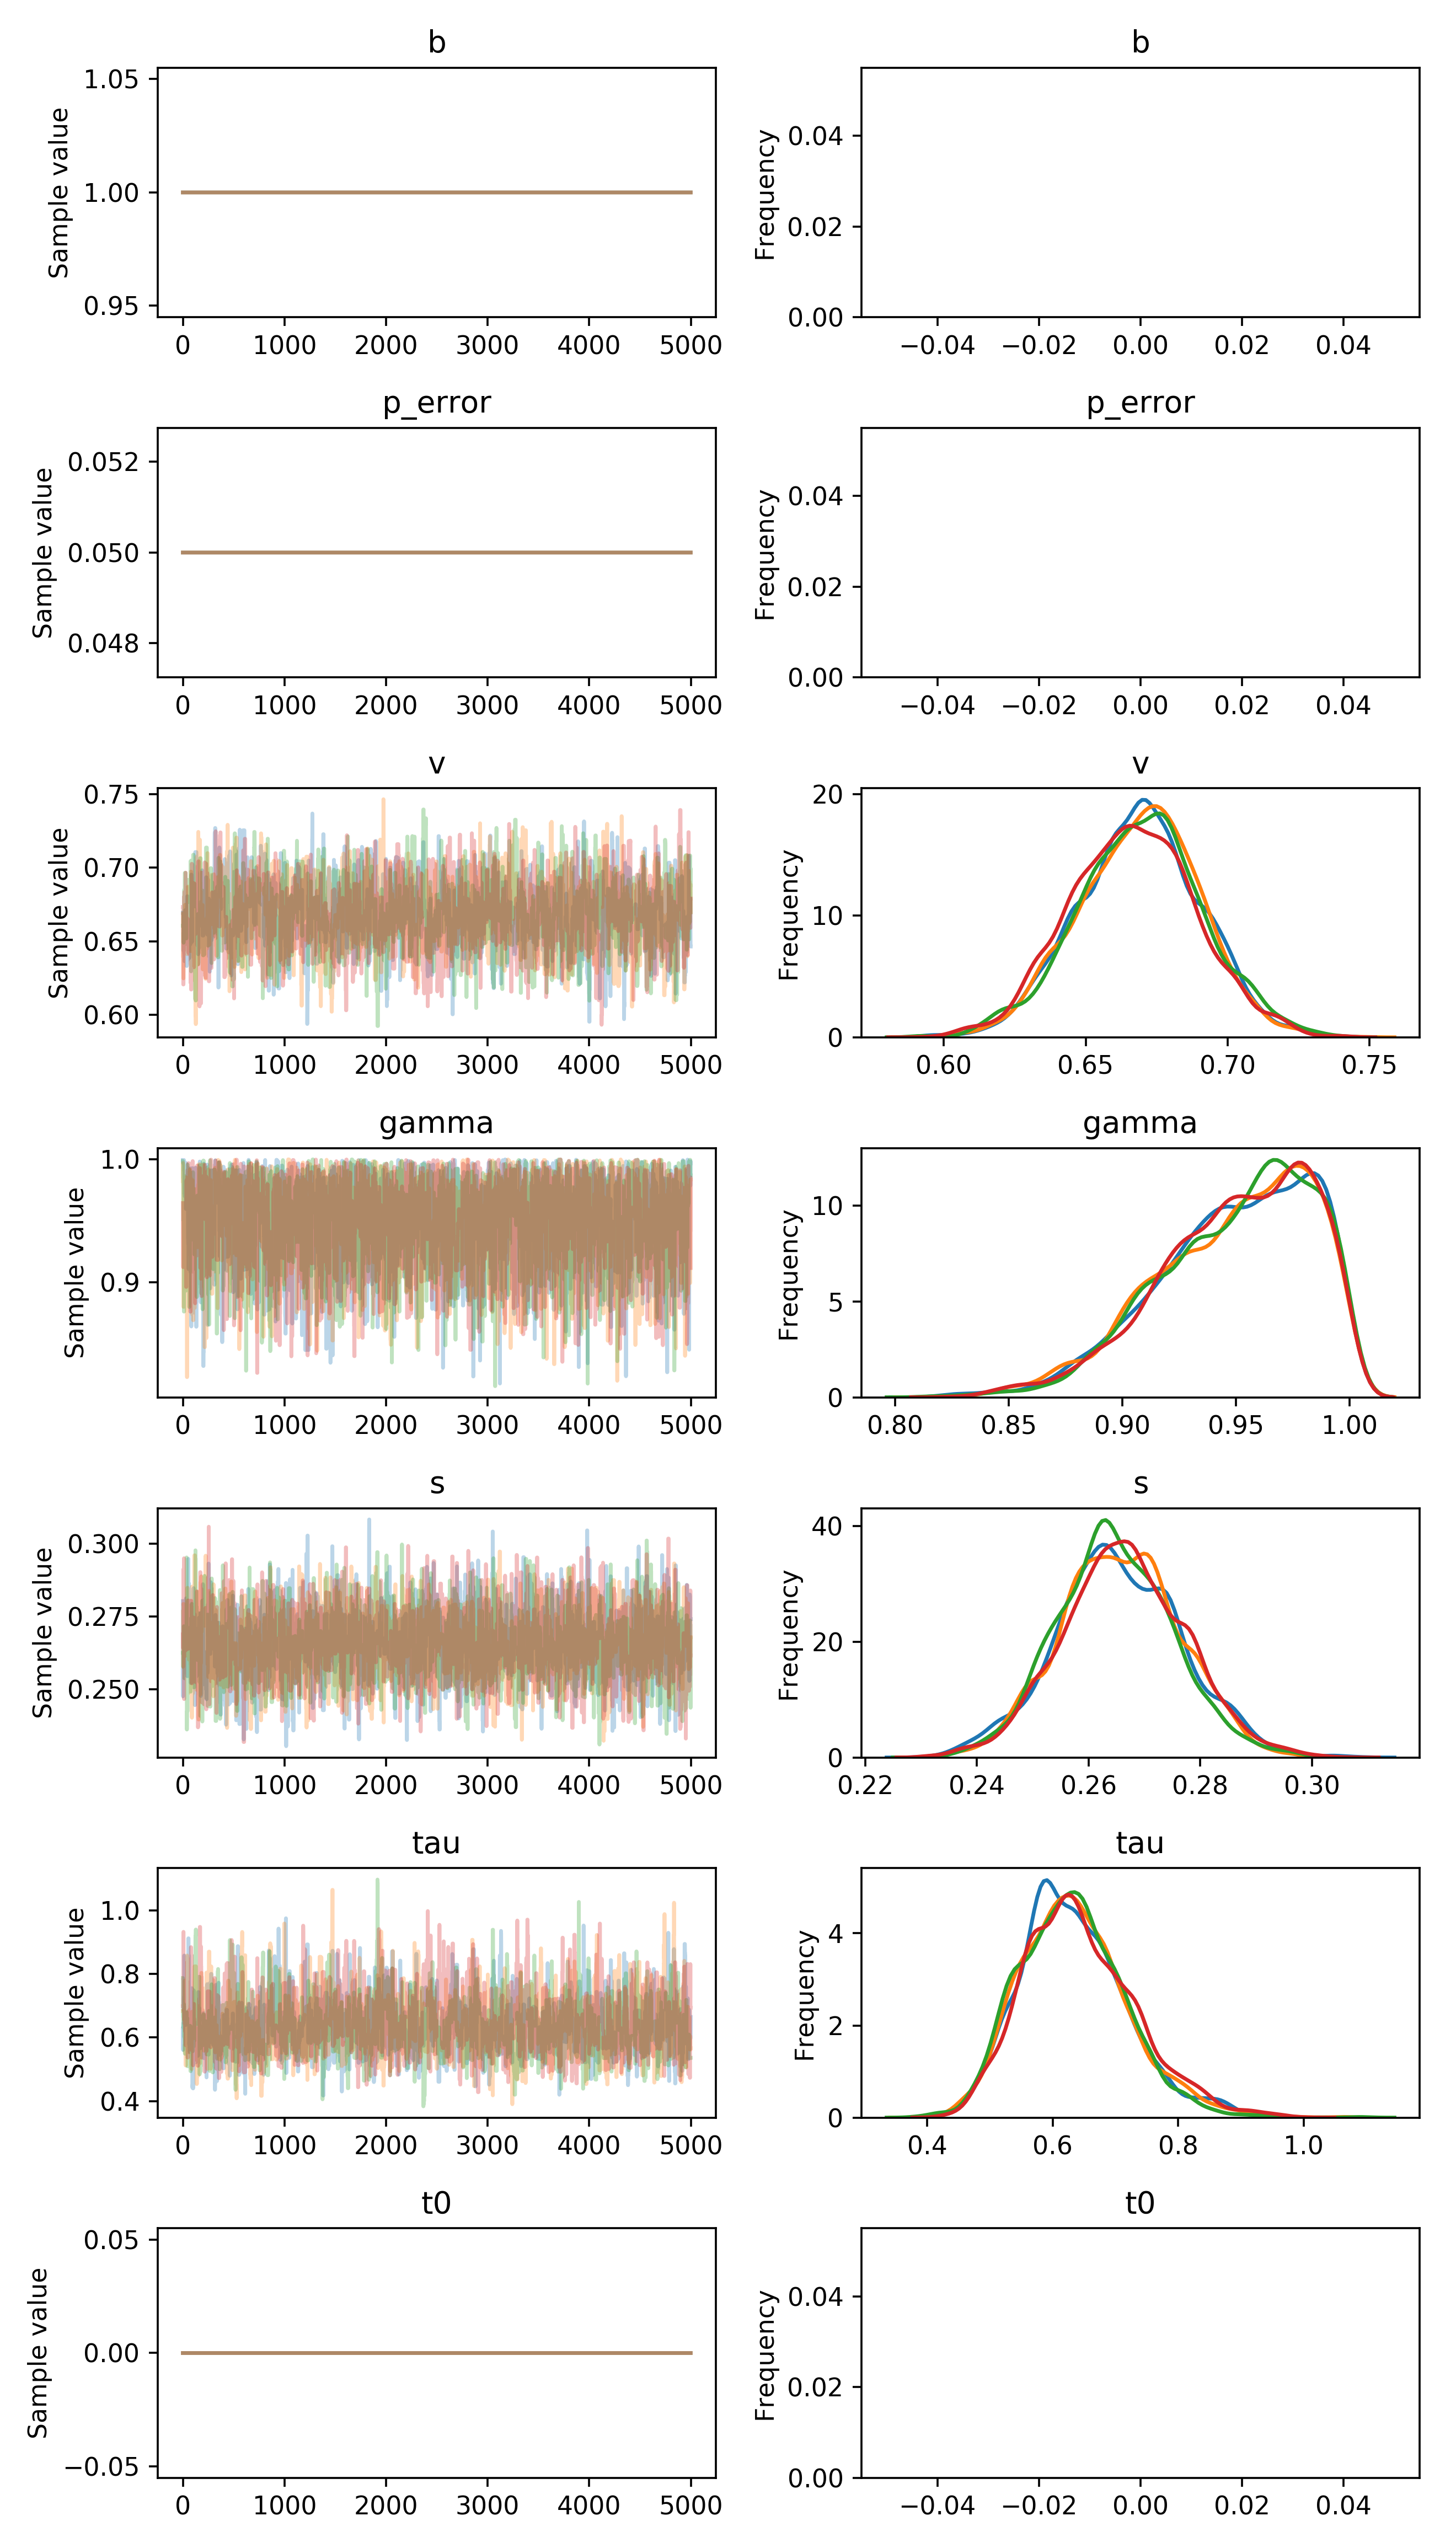 b
b
1.05
1.00
0.95
Sample value
0 1000 2000 3000 4000 5000
0.04
0.02
0.00
Frequency
−0.04 −0.02 0.00 0.02 0.04
p_error
p_error
0.052
0.050
0.048
Sample value
0 1000 2000 3000 4000 5000
0.04
0.02
0.00
Frequency
−0.04 −0.02 0.00 0.02 0.04
v
v
0.75
0.70
0.65
0.60
Sample value
0 1000 2000 3000 4000 5000
20
10
0
Frequency
0.60 0.65 0.70 0.75
gamma
gamma
1.0
0.9
Sample value
0 1000 2000 3000 4000 5000
10
5
0
Frequency
0.80 0.85 0.90 0.95 1.00
s
s
0.300
0.275
0.250
Sample value
0 1000 2000 3000 4000 5000
40
20
0
Frequency
0.22 0.24 0.26 0.28 0.30
tau
tau
1.0
0.8
0.6
0.4
Sample value
0 1000 2000 3000 4000 5000
4
2
0
Frequency
0.4 0.6 0.8 1.0
t0
t0
0.05
0.00
−0.05
Sample value
0 1000 2000 3000 4000 5000
0.04
0.02
0.00
Frequency
−0.04 −0.02 0.00 0.02 0.04